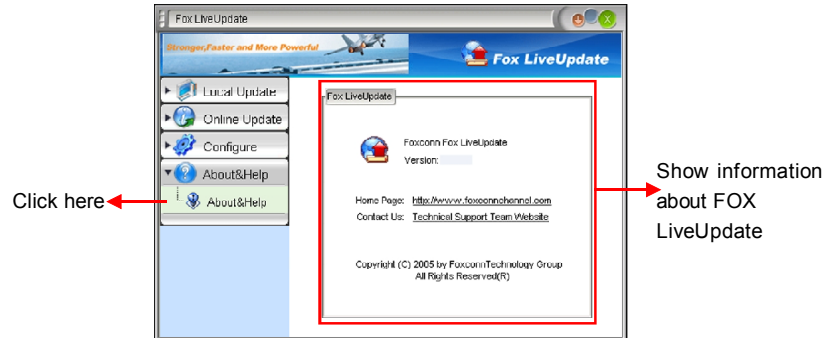 Fox LiveUpdate
Stronger,Faster and More Powerful
Fox LiveUpdate
Local Update
Online Update
Configure
About&Help
About&Help
Fox LiveUpdate
Foxconn Fox LiveUpdate
Version:
Home Page: http://www.foxconnchannel.com
Contact Us: Technical Support Team Website
Copyright (C) 2005 by FoxconnTechnology Group
All Rights Reserved(R)
Click here
Show information
about FOX
LiveUpdate